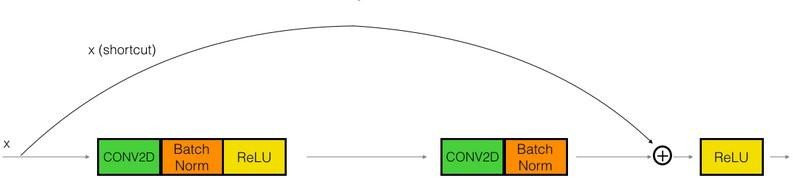 x (shortcut)
x
CONV2D
Batch
Norm
ReLU
CONV2D
Batch
Norm
ReLU